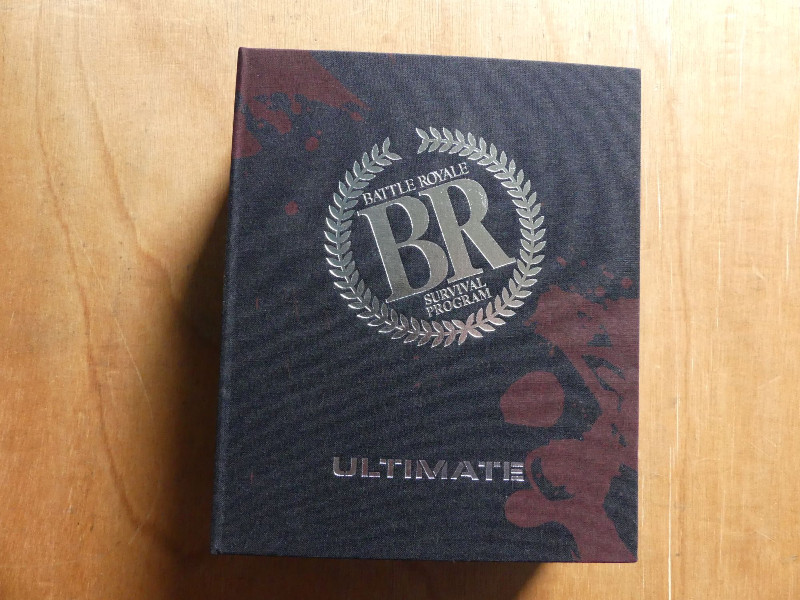 BATTLE ROYALE
BR
SURVIVAL
PROGRAM
ULTIMATE